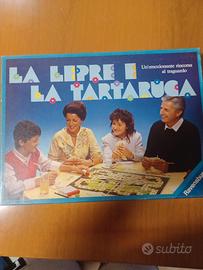 LA LEPRE E
LA TARTARUGA
Un'emozionante rincorsa
al traguardo
Ravensburger
subito